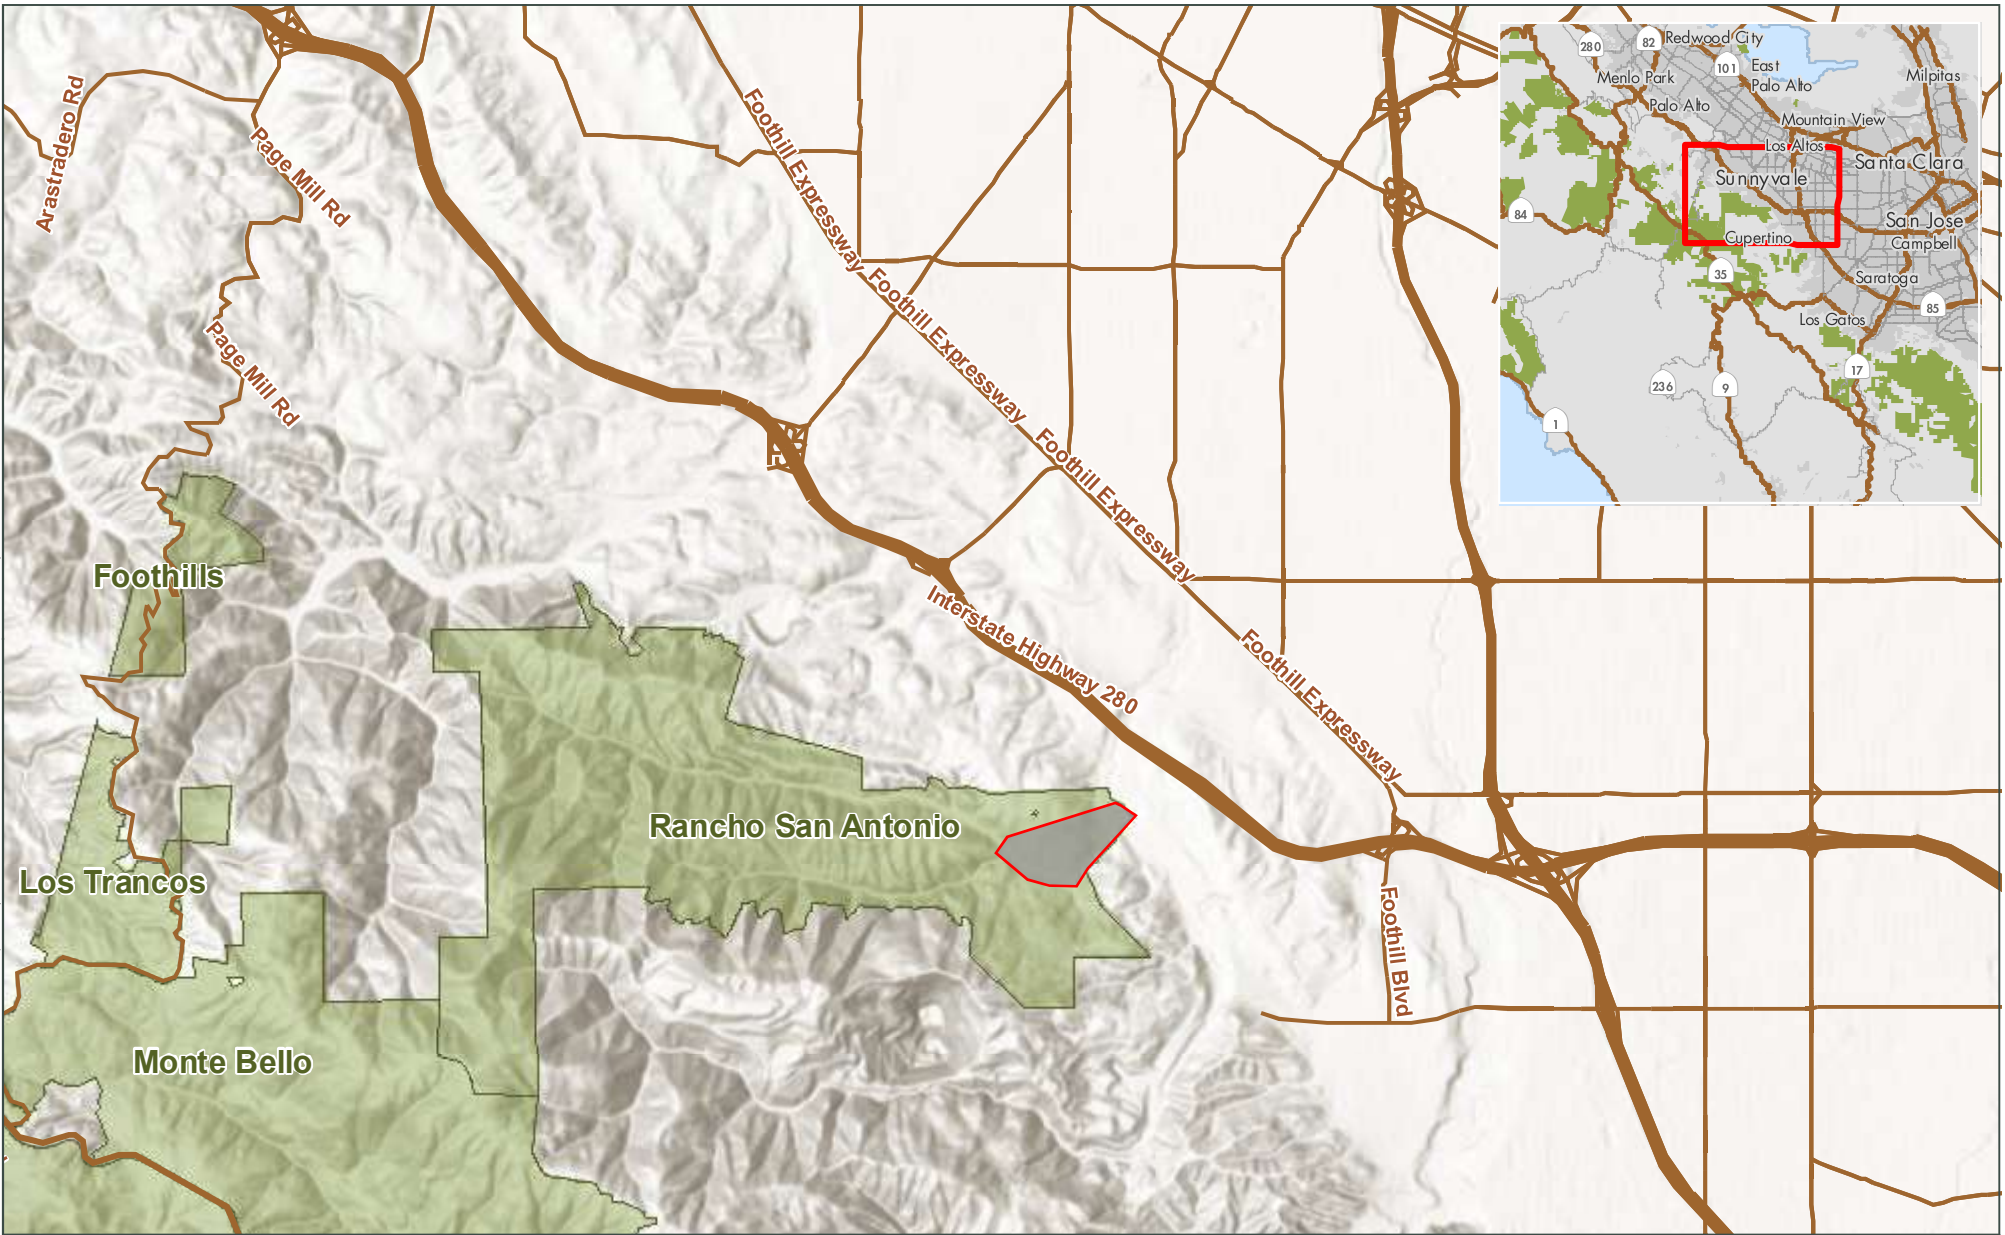 Arastradero Rd
Page Mill Rd
Page Mill Rd
Foothill Expressway
Foothill Expressway
Foothill Expressway
Foothill Expressway
Interstate Highway 280
Foothill Blvd
Foothills
Los Trancos
Monte Bello
Rancho San Antonio
280
82
Redwood City
101
East
Palo Alto
Menlo Park
Milpitas
Palo Alto
Mountain View
Los Altos
Santa Clara
Sunnyvale
84
San Jose
Cupertino
Campbell
35
Saratoga
85
Los Gatos
17
236
9
1